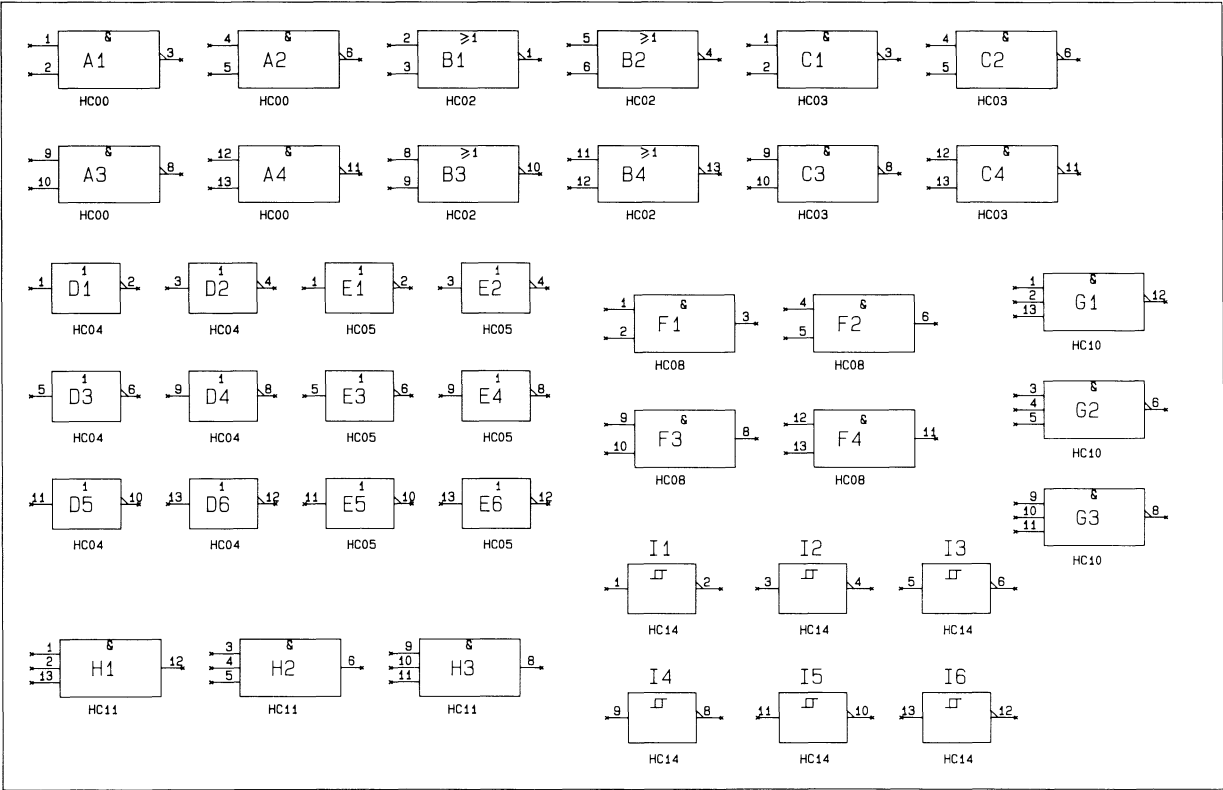 & & ≥1 ≥1 & &
1 3 4 6 2 1 5 4 1 3 4 6
A1 A2 B1 B2 C1 C2
2 5 3 6 2 5
HC00 HC00 HC02 HC02 HC03 HC03
& & ≥1 ≥1 & &
9 8 12 11 8 10 11 13 9 8 12 11
A3 A4 B3 B4 C3 C4
10 13 9 12 10 13
HC00 HC00 HC02 HC02 HC03 HC03
1 1 1 1
1 D1 2 3 D2 4 1 E1 2 3 E2 4
HC04 HC04 HC05 HC05
1 1 1 1
5 D3 6 9 D4 8 5 E3 6 9 E4 8
HC04 HC04 HC05 HC05
1 1 1 1
11 D5 10 13 D6 12 11 E5 10 13 E6 12
HC04 HC04 HC05 HC05
& &
1 3 4 6
F1 F2
2 5
HC08 HC08
& &
9 8 12 11
F3 F4
10 13
HC08 HC08
&
1
2 G1 12
13
HC10
&
3
4 G2 6
5
HC10
&
9
10 G3 8
11
HC10
& & &
1 3 9
2 H1 12 4 H2 6 10 H3 8
13 5 11
HC11 HC11 HC11
I1 I2 I3
1 2 3 4 5 6
HC14 HC14 HC14
I4 I5 I6
9 8 11 10 13 12
HC14 HC14 HC14